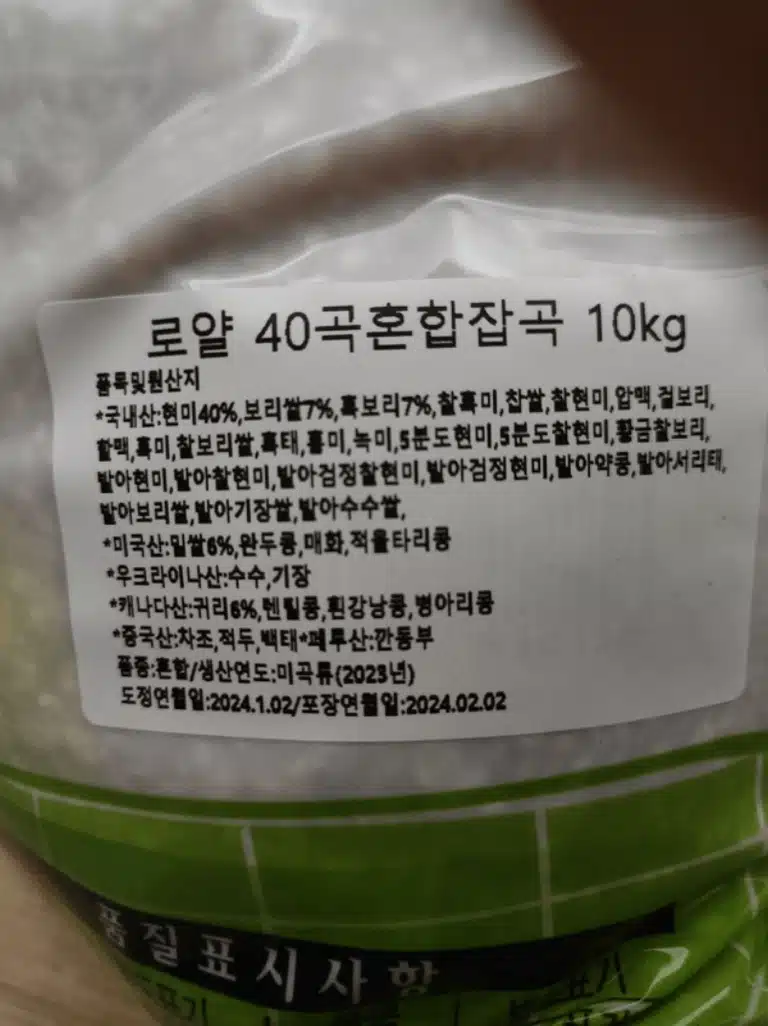 로얄 40곡혼합잡곡 10kg
품목및원산지
*국내산:현미40%,보리쌀7%,흑보리7%,찰흑미,찹쌀,찰현미,압맥,겉보리,
할맥,흑미,찰보리쌀,흑태,홍미,녹미,5분도현미,5분도찰현미,황금찰보리,
발아현미,발아찰현미,발아검정찰현미,발아검정현미,발아약콩,발아서리태,
발아보리쌀,발아기장쌀,발아수수쌀,
*미국산:밀쌀6%,완두콩,매화,적울타리콩
*우크라이나산:수수,기장
*캐나다산:귀리6%,렌틸콩,흰강낭콩,병아리콩
*중국산:차조,적두,백태*페루산:깐동부
품종:혼합/생산연도:미곡류(2023년)
도정연월일:2024.1.02/포장연월일:2024.02.02
품질표시사항